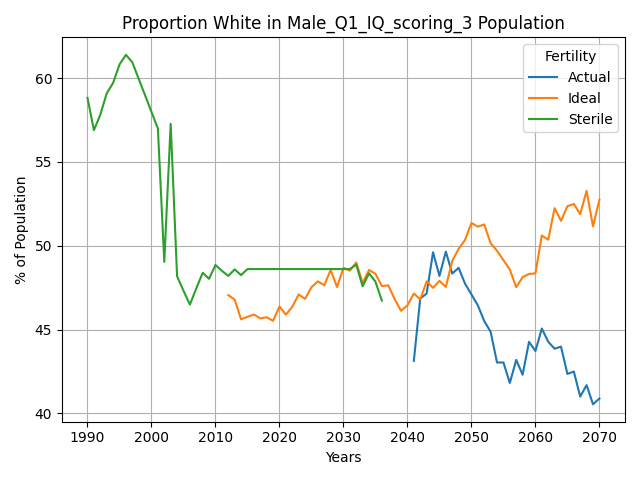 Proportion White in Male_Q1_IQ_scoring_3 Population
Fertility
Actual
Ideal
Sterile
% of Population
60
55
50
45
40
1990 2000 2010 2020 2030 2040 2050 2060 2070
Years